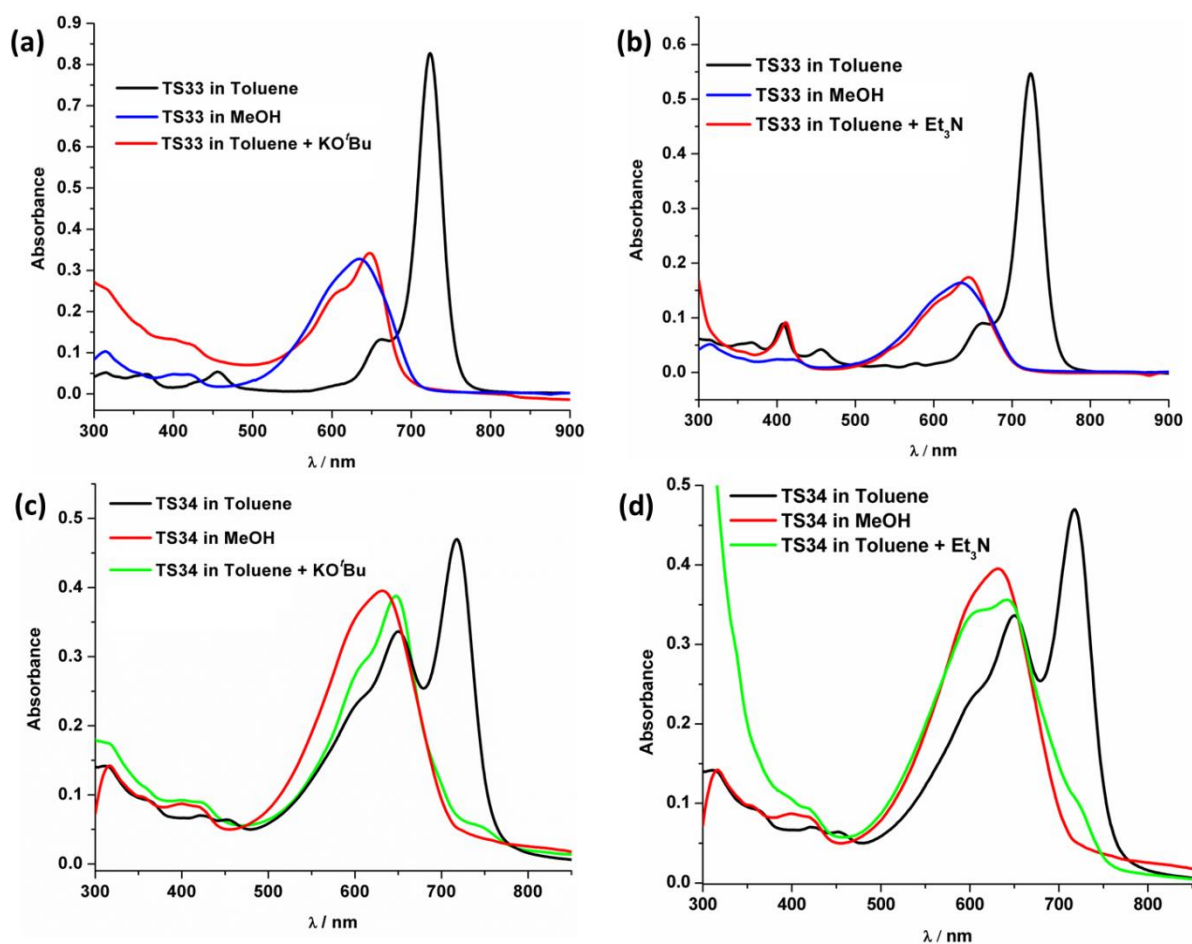 (a)
TS33 in Toluene
TS33 in MeOH
TS33 in Toluene + KOᵗBu
Absorbance
0.9
0.8
0.7
0.6
0.5
0.4
0.3
0.2
0.1
0.0
300 400 500 600 700 800 900
λ / nm
(b)
TS33 in Toluene
TS33 in MeOH
TS33 in Toluene + Et₃N
Absorbance
0.6
0.5
0.4
0.3
0.2
0.1
0.0
300 400 500 600 700 800 900
λ / nm
(c)
TS34 in Toluene
TS34 in MeOH
TS34 in Toluene + KOᵗBu
Absorbance
0.5
0.4
0.3
0.2
0.1
0.0
300 400 500 600 700 800
λ / nm
(d)
TS34 in Toluene
TS34 in MeOH
TS34 in Toluene + Et₃N
Absorbance
0.5
0.4
0.3
0.2
0.1
0.0
300 400 500 600 700 800
λ / nm